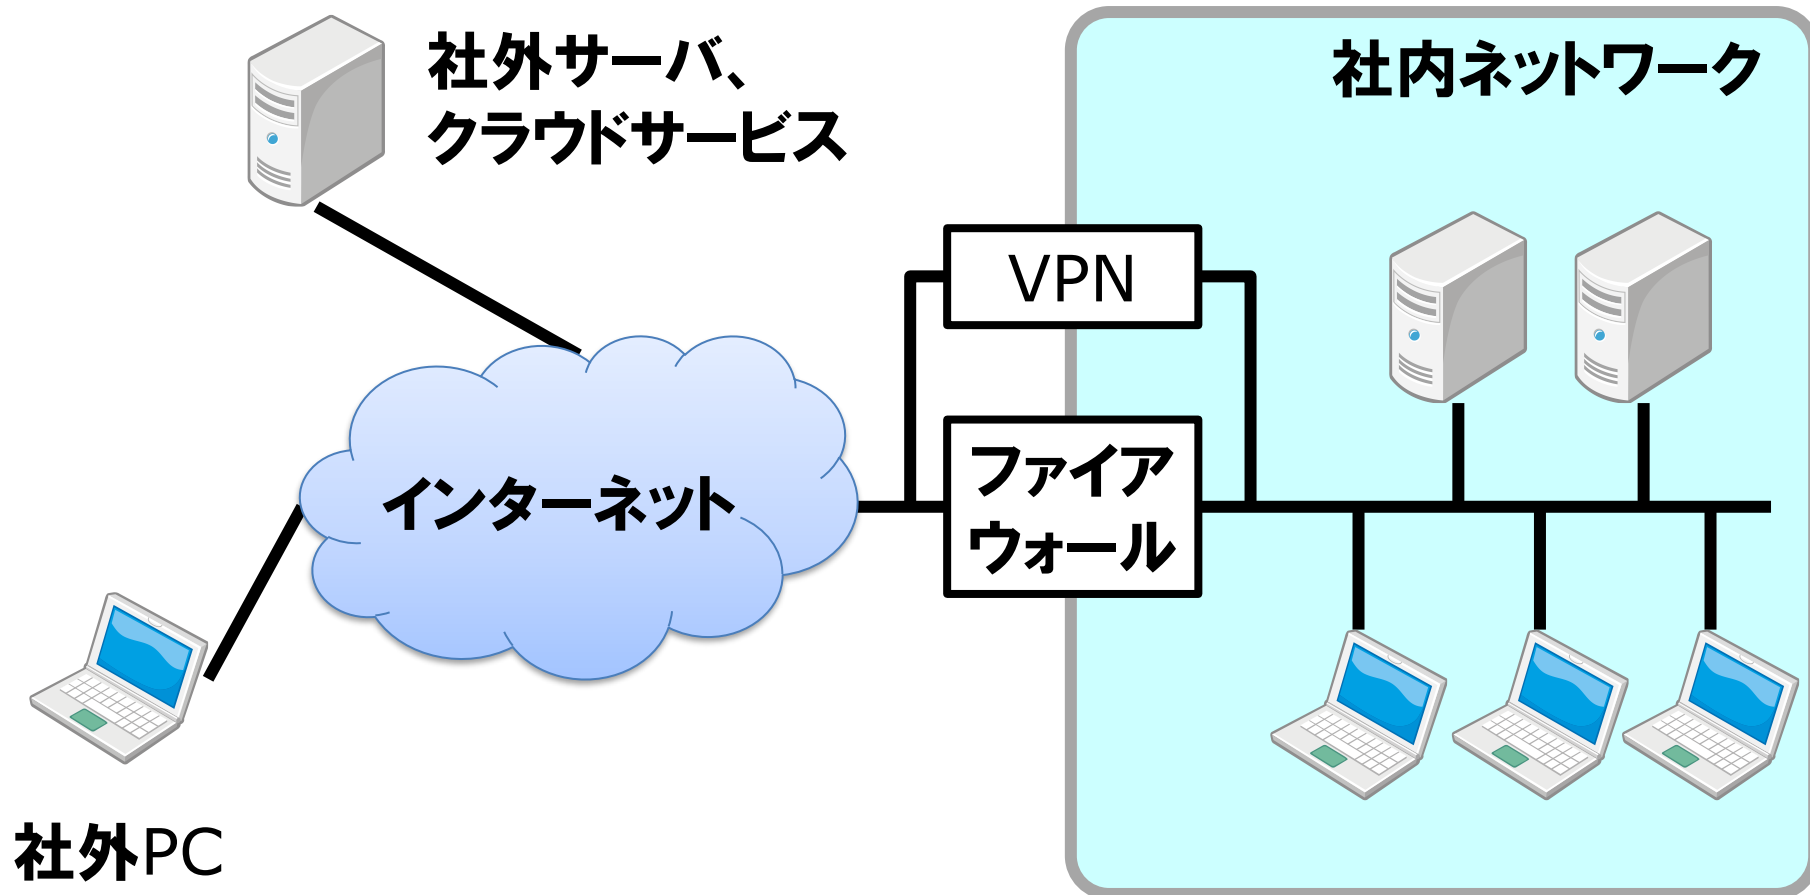 社外サーバ、
クラウドサービス
社内ネットワーク
VPN
ファイア
ウォール
インターネット
社外PC